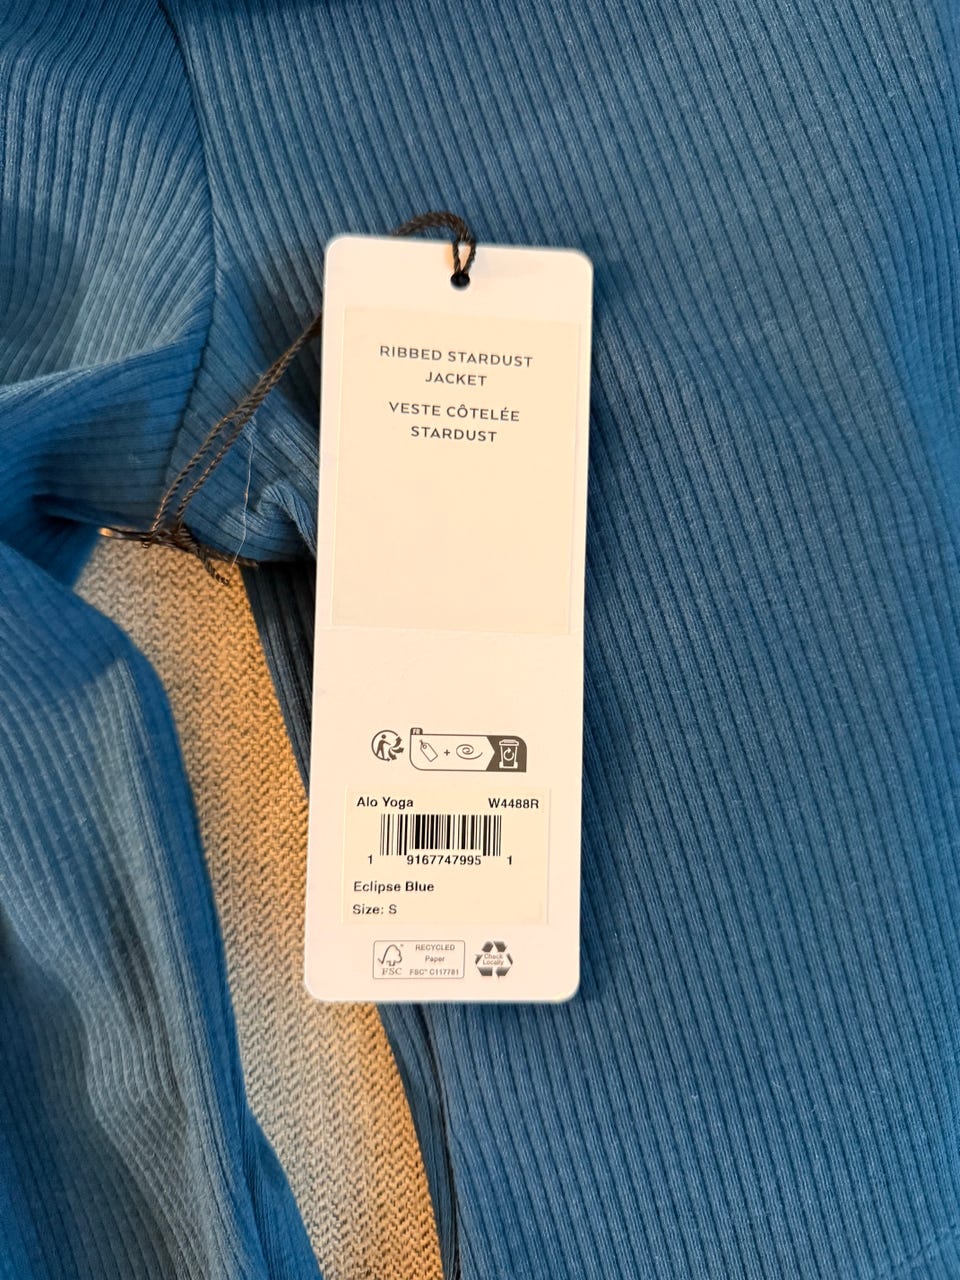 RIBBED STARDUST
JACKET
VESTE CÔTELÉE
STARDUST
FR
+
Alo Yoga W4488R
1 9167747995 1
Eclipse Blue
Size: S
FSC
RECYCLED
Paper
FSC® C117781
Check
Locally